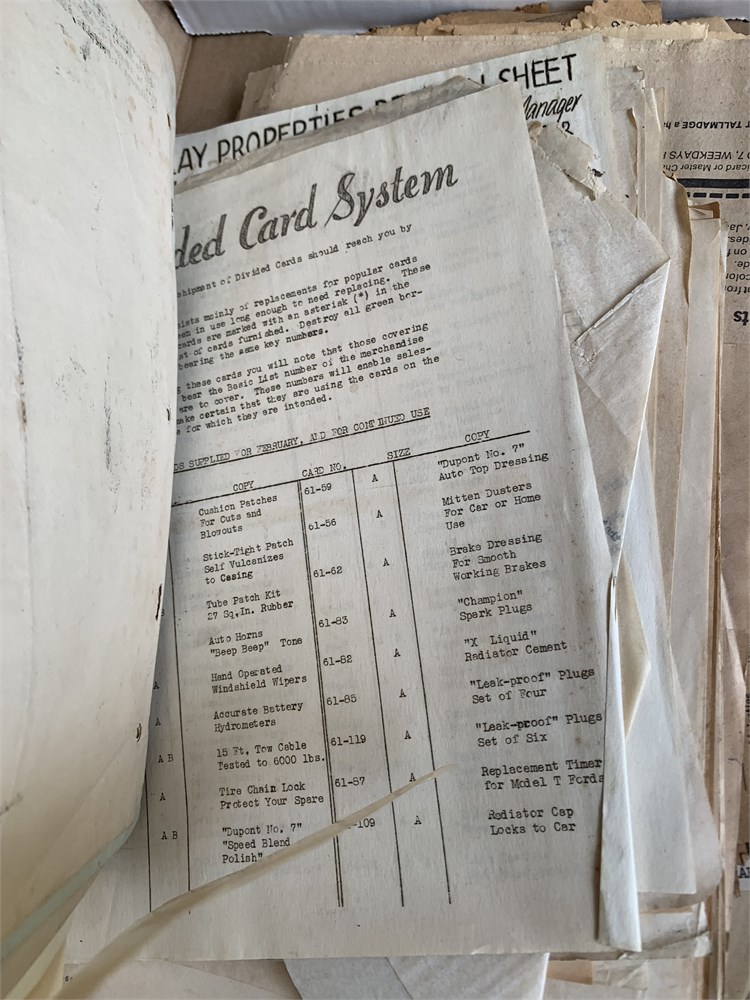 SHEET
LAY PROPERTIES
Manager
ded Card System
shipment of Divided Cards should reach you by
sists mainly of replacements for popular cards
en in use long enough to need replacing. These
cards are marked with an asterisk (*) in the
st of cards furnished. Destroy all green
bearing the same key numbers.
these cards you will note that those covering
bear the Basic List number of the merchandise
are to cover. These numbers will enable sales-
make certain that they are using the cards on the
for which they are intended.
DS SUPPLIED FOR FEBRUARY, AND FOR CONTINUED USE
COPY CARD NO. SIZE COPY
Cushion Patches
For Cuts and
Blowouts
61-59 A "Dupont No. 7"
Auto Top Dressing
Stick-Tight Patch
Self Vulcanizes
to Casing
61-56 A Mitten Dusters
For Car or Home
Use
Tube Patch Kit
27 Sq.In. Rubber
61-62 A Brake Dressing
For Smooth
Working Brakes
Auto Horns
"Beep Beep" Tone
61-83 A "Champion"
Spark Plugs
A Hand Operated
Windshield Wipers
61-82 A "X Liquid"
Radiator Cement
A Accurate Battery
Hydrometers
61-85 A "Leak-proof" Plugs
Set of Four
A B 15 Ft. Tow Cable
Tested to 6000 lbs.
61-119 A "Leak-proof" Plugs
Set of Six
A Tire Chain Lock
Protect Your Spare
61-87 A Replacement Timer
for Model T Fords
A B "Dupont No. 7"
"Speed Blend
Polish"
-109 A Radiator Cap
Locks to Car
r TALLMADGE a h
7, WEEKDAYS
icard or Master Cha